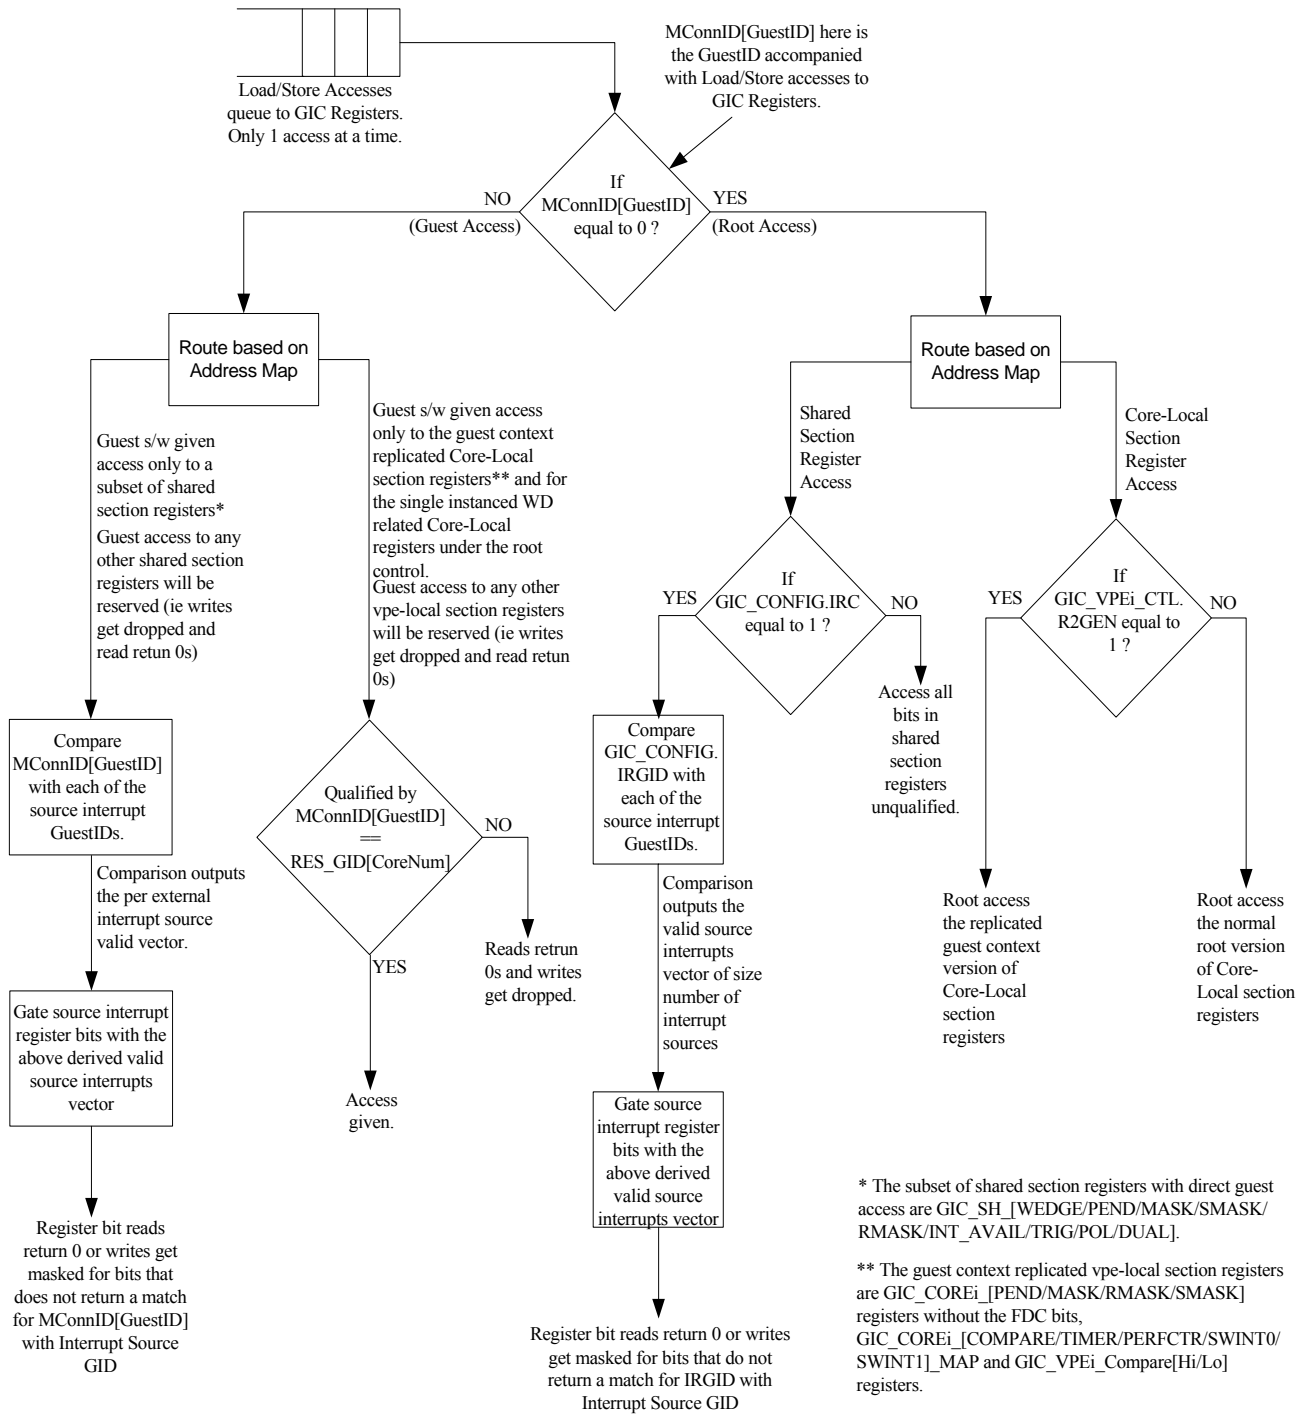 Load/Store Accesses
queue to GIC Registers.
Only 1 access at a time.
MConnID[GuestID] here is
the GuestID accompanied
with Load/Store accesses to
GIC Registers.
If
MConnID[GuestID]
equal to 0 ?
NO
(Guest Access)
YES
(Root Access)
Route based on
Address Map
Guest s/w given
access only to a
subset of shared
section registers*
Guest access to any
other shared section
registers will be
reserved (ie writes
get dropped and
read retun 0s)
Guest s/w given access
only to the guest context
replicated Core-Local
section registers** and for
the single instanced WD
related Core-Local
registers under the root
control.
Guest access to any other
vpe-local section registers
will be reserved (ie writes
get dropped and read retun
0s)
Compare
MConnID[GuestID]
with each of the
source interrupt
GuestIDs.
Comparison outputs
the per external
interrupt source
valid vector.
Gate source interrupt
register bits with the
above derived valid
source interrupts
vector
Register bit reads
return 0 or writes get
masked for bits that
does not return a match
for MConnID[GuestID]
with Interrupt Source
GID
Qualified by
MConnID[GuestID]
==
RES_GID[CoreNum]
NO
Reads retrun
0s and writes
get dropped.
YES
Access
given.
Route based on
Address Map
Shared
Section
Register
Access
Core-Local
Section
Register
Access
If
GIC_CONFIG.IRC
equal to 1 ?
YES
NO
Access all
bits in
shared
section
registers
unqualified.
Compare
GIC_CONFIG.
IRGID with
each of the
source interrupt
GuestIDs.
Comparison
outputs the
valid source
interrupts
vector of size
number of
interrupt
sources
Gate source
interrupt register
bits with the
above derived
valid source
interrupts vector
Register bit reads return 0 or writes
get masked for bits that do not
return a match for IRGID with
Interrupt Source GID
If
GIC_VPEi_CTL.
R2GEN equal to
1 ?
YES
NO
Root access
the replicated
guest context
version of
Core-Local
section
registers
Root access
the normal
root version
of Core-
Local section
registers
* The subset of shared section registers with direct guest
access are GIC_SH_[WEDGE/PEND/MASK/SMASK/
RMASK/INT_AVAIL/TRIG/POL/DUAL].
** The guest context replicated vpe-local section registers
are GIC_COREi_[PEND/MASK/RMASK/SMASK]
registers without the FDC bits,
GIC_COREi_[COMPARE/TIMER/PERFCTR/SWINT0/
SWINT1]_MAP and GIC_VPEi_Compare[Hi/Lo]
registers.